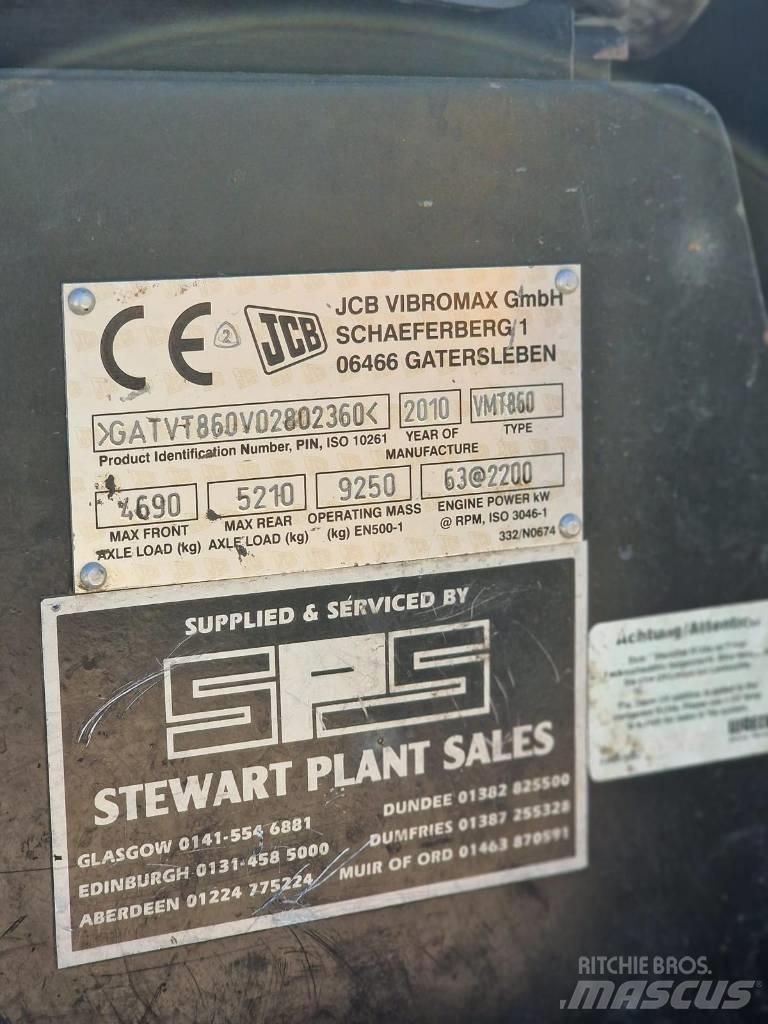 CE
2
JCB
JCB VIBROMAX GmbH
SCHAEFERBERG 1
06466 GATERSLEBEN
>GATVT860V02802360<
2010
VMT860
Product Identification Number, PIN, ISO 10261
YEAR OF
MANUFACTURE
TYPE
4690
5210
9250
63@2200
MAX FRONT
AXLE LOAD (kg)
MAX REAR
AXLE LOAD (kg)
OPERATING MASS
(kg) EN500-1
ENGINE POWER kW
@ RPM, ISO 3046-1
332/N0674
SUPPLIED & SERVICED BY
SPS
STEWART PLANT SALES
GLASGOW 0141-554 6881
EDINBURGH 0131-458 5000
ABERDEEN 01224 775224
DUNDEE 01382 825500
DUMFRIES 01387 255328
MUIR OF ORD 01463 870591
Achtung/Attention
RITCHIE BROS.
MASCUS